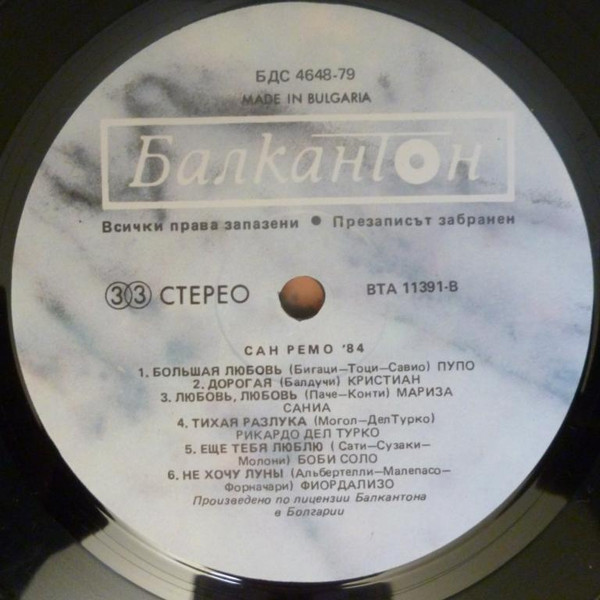 БДС 4648-79
MADE IN BULGARIA
Балкантон
Всички права запазени ● Презаписът забранен
33 СТЕРЕО
ВТА 11391-В
САН РЕМО '84
1. БОЛЬШАЯ ЛЮБОВЬ (Бигаци—Тоци—Савио) ПУПО
2. ДОРОГАЯ (Балдучи) КРИСТИАН
3. ЛЮБОВЬ, ЛЮБОВЬ (Паче—Конти) МАРИЗА
САНИА
4. ТИХАЯ РАЗЛУКА (Могол—ДелТурко)
РИКАРДО ДЕЛ ТУРКО
5. ЕЩЕ ТЕБЯ ЛЮБЛЮ ( Сати—Сузаки—
Молони) БОБИ СОЛО
6. НЕ ХОЧУ ЛУНЫ (Альбертелли—Малепасо—
Форначари) ФИОРДАЛИЗО
Произведено по лицензии Балкантона
в Болгарии